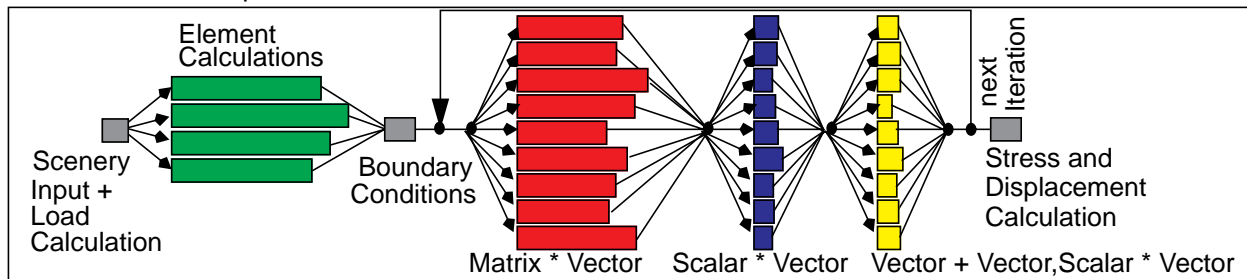 Element
Calculations
Scenery
Input +
Load
Calculation
Boundary
Conditions
Matrix * Vector
Scalar * Vector
Vector + Vector,Scalar * Vector
next
Iteration
Stress and
Displacement
Calculation